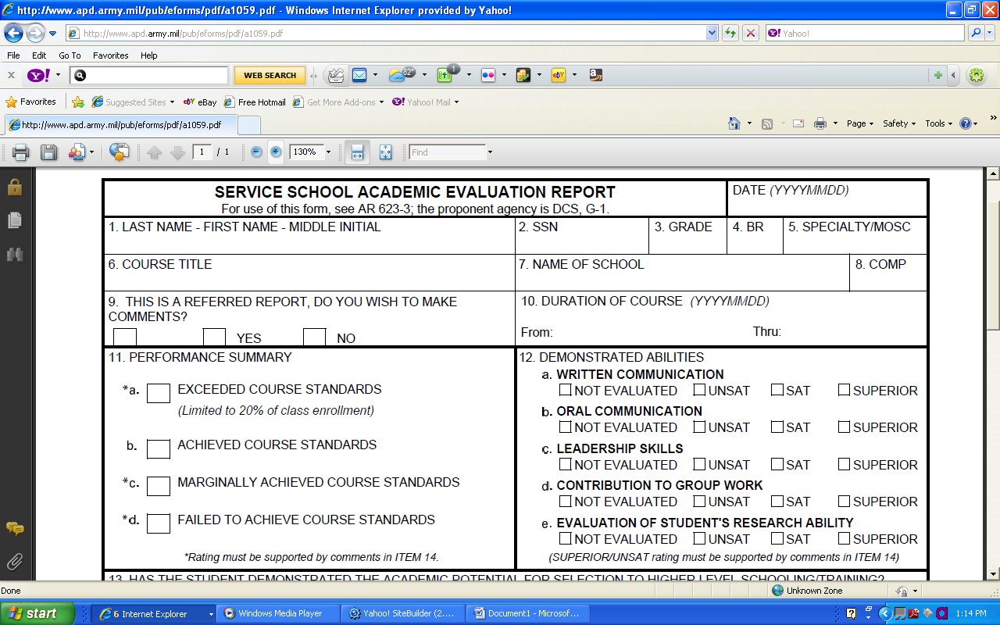 http://www.apd.army.mil/pub/eforms/pdf/a1059.pdf - Windows Internet Explorer provided by Yahoo!
http://www.apd.army.mil/pub/eforms/pdf/a1059.pdf Yahoo!
File Edit Go To Favorites Help
x Y! WEB SEARCH 82° 1
Favorites Suggested Sites eBay Free Hotmail Get More Add-ons Y! Yahoo! Mail
http://www.apd.army.mil/pub/eforms/pdf/a1059.pdf Page Safety Tools »
1 / 1 130% Find
SERVICE SCHOOL ACADEMIC EVALUATION REPORT
For use of this form, see AR 623-3; the proponent agency is DCS, G-1.
DATE (YYYYMMDD)
1. LAST NAME - FIRST NAME - MIDDLE INITIAL 2. SSN 3. GRADE 4. BR 5. SPECIALTY/MOSC
6. COURSE TITLE 7. NAME OF SCHOOL 8. COMP
9. THIS IS A REFERRED REPORT, DO YOU WISH TO MAKE
COMMENTS?
YES NO
10. DURATION OF COURSE (YYYYMMDD)
From: Thru:
11. PERFORMANCE SUMMARY
*a. EXCEEDED COURSE STANDARDS
(Limited to 20% of class enrollment)
b. ACHIEVED COURSE STANDARDS
*c. MARGINALLY ACHIEVED COURSE STANDARDS
*d. FAILED TO ACHIEVE COURSE STANDARDS
*Rating must be supported by comments in ITEM 14.
12. DEMONSTRATED ABILITIES
a. WRITTEN COMMUNICATION
NOT EVALUATED UNSAT SAT SUPERIOR
b. ORAL COMMUNICATION
NOT EVALUATED UNSAT SAT SUPERIOR
c. LEADERSHIP SKILLS
NOT EVALUATED UNSAT SAT SUPERIOR
d. CONTRIBUTION TO GROUP WORK
NOT EVALUATED UNSAT SAT SUPERIOR
e. EVALUATION OF STUDENT'S RESEARCH ABILITY
NOT EVALUATED UNSAT SAT SUPERIOR
(SUPERIOR/UNSAT rating must be supported by comments in ITEM 14)
13. HAS THE STUDENT DEMONSTRATED THE ACADEMIC POTENTIAL FOR SELECTION TO HIGHER LEVEL SCHOOLING/TRAINING?
Done Unknown Zone
start 6 Internet Explorer Windows Media Player Yahoo! SiteBuilder (2.... Document1 - Microsof... 1:14 PM